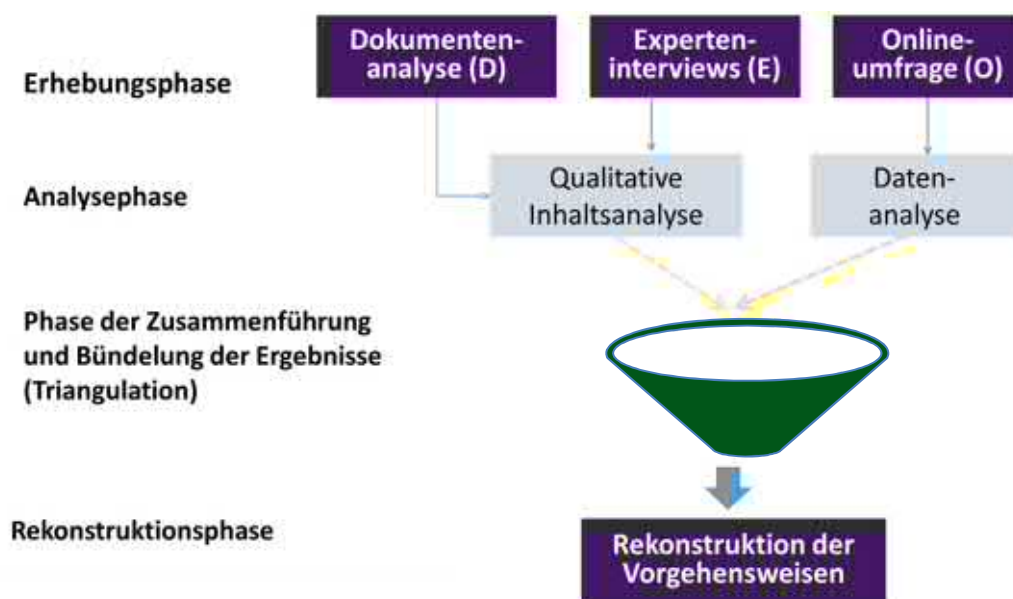 Erhebungsphase
Dokumenten-
analyse (D)
Experten-
interviews (E)
Online-
umfrage (O)
Analysephase
Qualitative
Inhaltsanalyse
Daten-
analyse
Phase der Zusammenführung
und Bündelung der Ergebnisse
(Triangulation)
Rekonstruktionsphase
Rekonstruktion der
Vorgehensweisen